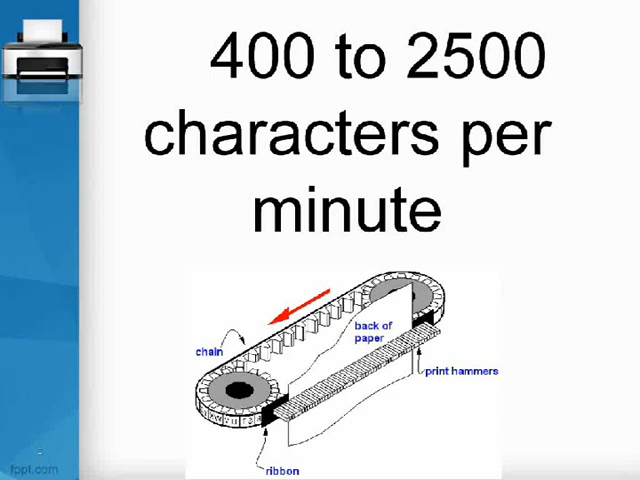 400 to 2500
characters per
minute
back of
paper
chain
print hammers
ribbon
fppt.com